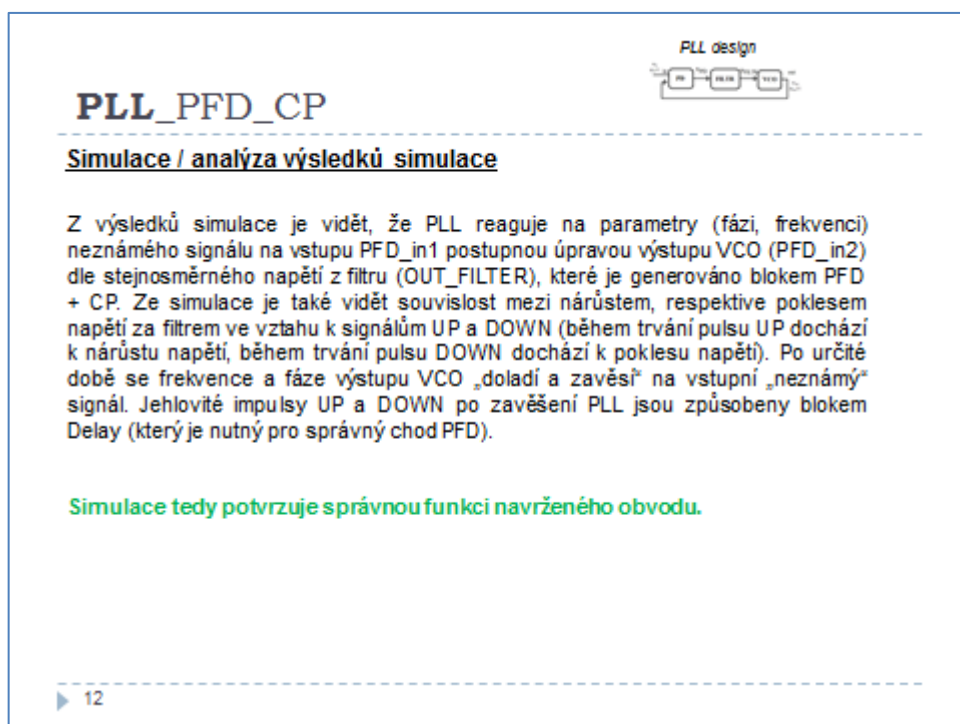 PLL design
PFD
FILTER
VCO
PLL_PFD_CP
Simulace / analýza výsledků simulace
Z výsledků simulace je vidět, že PLL reaguje na parametry (fázi, frekvenci)
neznámého signálu na vstupu PFD_in1 postupnou úpravou výstupu VCO (PFD_in2)
dle stejnosměrného napětí z filtru (OUT_FILTER), které je generováno blokem PFD
+ CP. Ze simulace je také vidět souvislost mezi nárůstem, respektive poklesem
napětí za filtrem ve vztahu k signálům UP a DOWN (během trvání pulsu UP dochází
k nárůstu napětí, během trvání pulsu DOWN dochází k poklesu napětí). Po určité
době se frekvence a fáze výstupu VCO „doladí a zavěsí“ na vstupní „neznámý“
signál. Jehlovité impulsy UP a DOWN po zavěšení PLL jsou způsobeny blokem
Delay (který je nutný pro správný chod PFD).
Simulace tedy potvrzuje správnou funkci navrženého obvodu.
12